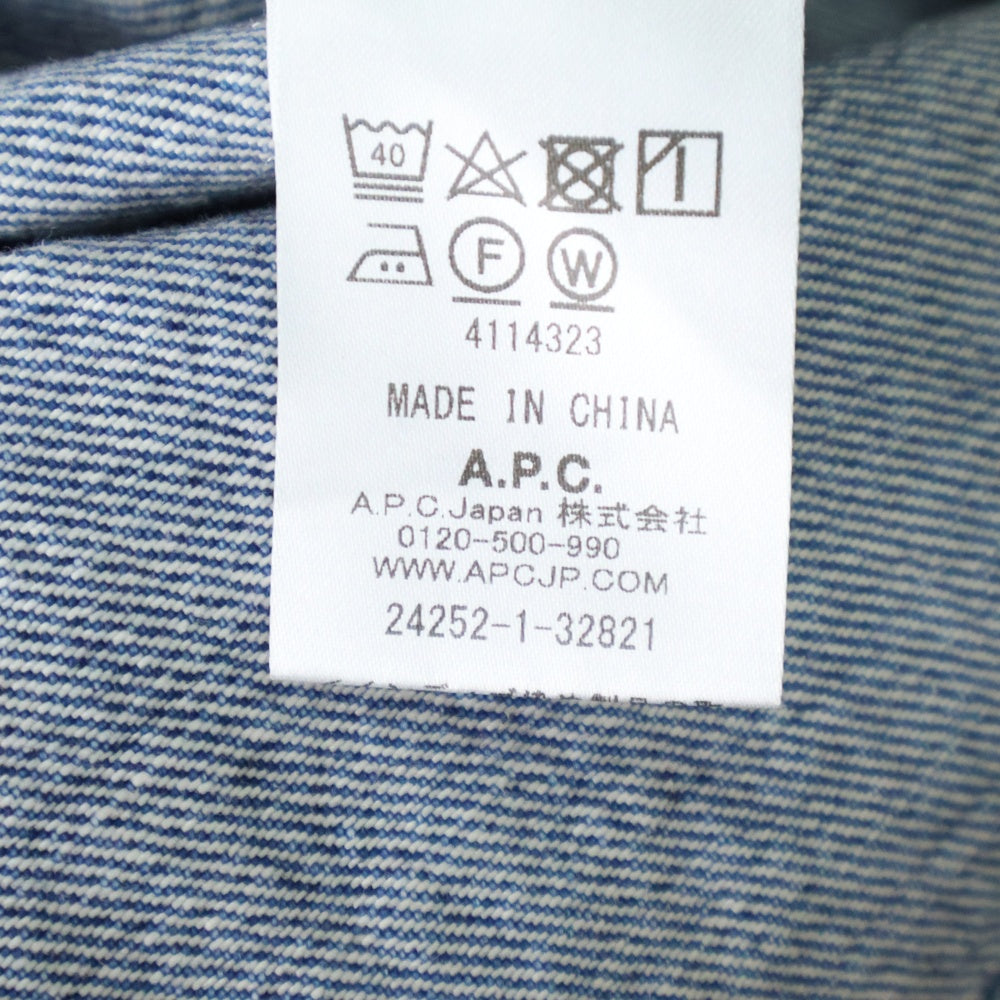 40
F W
4114323
MADE IN CHINA
A.P.C.
A.P.C.Japan 株式会社
0120-500-990
WWW.APCJP.COM
24252-1-32821